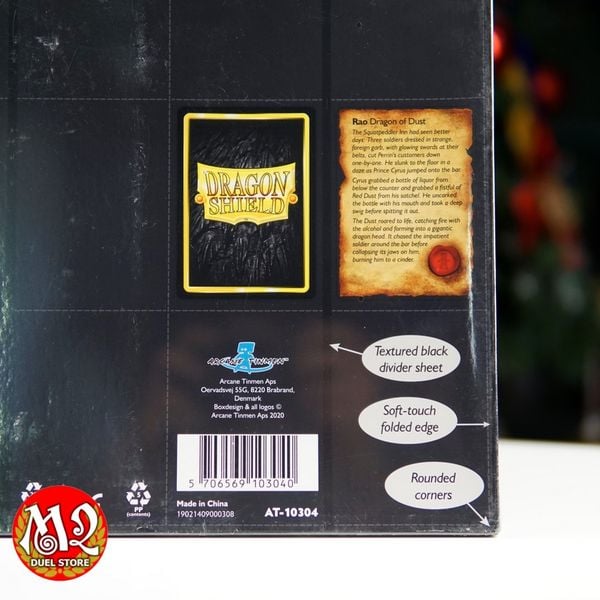 DRAGON
SHIELD
Rao Dragon of Dust
The Squatpeddler Inn had seen better
days. Three soldiers dressed in strange,
foreign garb, with glowing swords at their
belts, cut Perrin's customers down
one-by-one. He slunk to the floor in a
daze as Prince Cyrus jumped onto the bar.
Cyrus grabbed a bottle of liquor from
below the counter and grabbed a fistful of
Red Dust from his satchel. He uncorked
the bottle with his mouth and took a deep
swig before spitting it out.
The Dust roared to life, catching fire with
the alcohol and forming into a gigantic
dragon head. It chased the impatient
soldier around the bar before
collapsing its jaws on him,
burning him to a cinder.
ARCANE TINMEN
Arcane Tinmen Aps
Oervadsvej 55G, 8220 Brabrand,
Denmark
Boxdesign & all logos ©
Arcane Tinmen Aps 2020
Textured black
divider sheet
Soft-touch
folded edge
Rounded
corners
5 706569 103040
Made in China
19021409000308
AT-10304
5
PP
(contents)
MQ
DUEL STORE